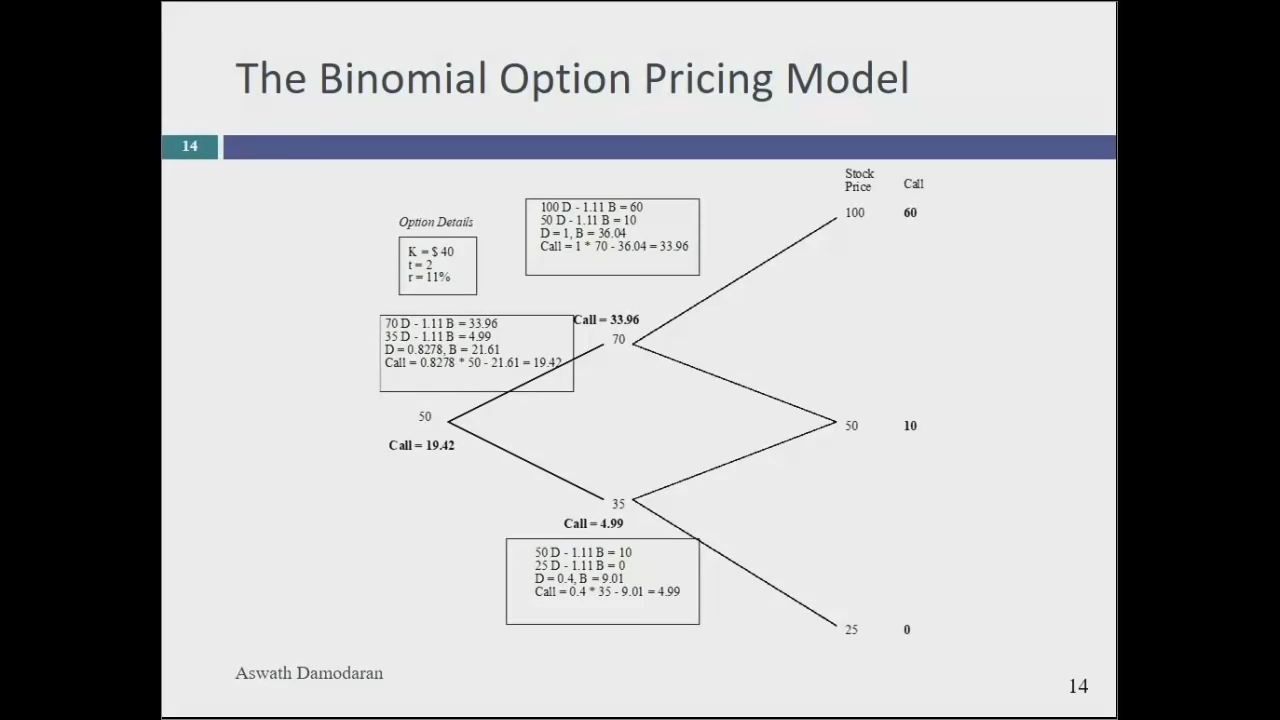 The Binomial Option Pricing Model
14
Stock
Price
Call
100
60
100 D - 1.11 B = 60
50 D - 1.11 B = 10
D = 1, B = 36.04
Call = 1 * 70 - 36.04 = 33.96
Option Details
K = $ 40
t = 2
r = 11%
70 D - 1.11 B = 33.96
35 D - 1.11 B = 4.99
D = 0.8278, B = 21.61
Call = 0.8278 * 50 - 21.61 = 19.42
Call = 33.96
70
50
Call = 19.42
50
10
35
Call = 4.99
50 D - 1.11 B = 10
25 D - 1.11 B = 0
D = 0.4, B = 9.01
Call = 0.4 * 35 - 9.01 = 4.99
25
0
Aswath Damodaran
14